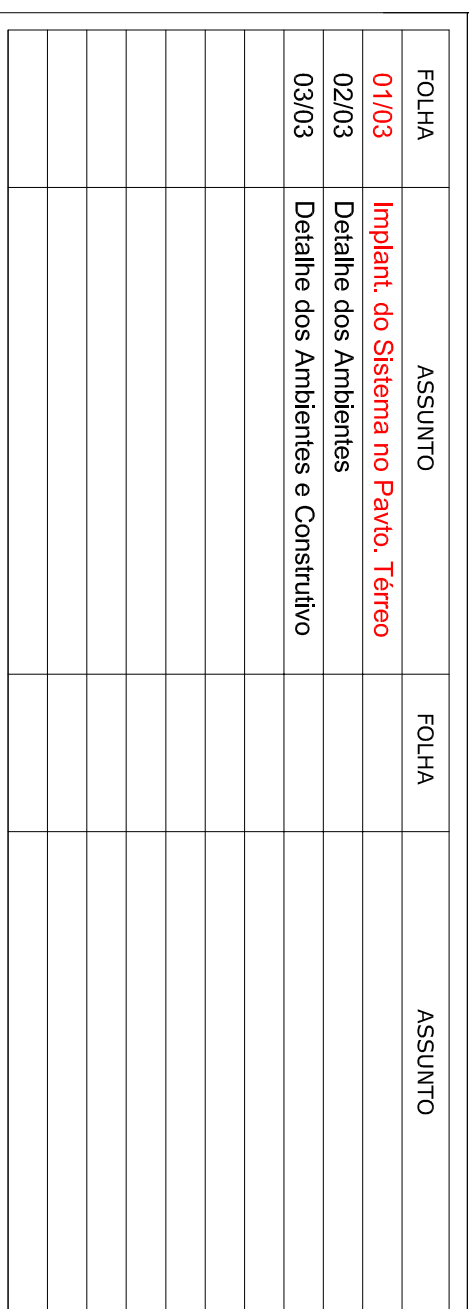 FOLHA ASSUNTO FOLHA ASSUNTO
01/03 Implant. do Sistema no Pavto. Térreo
02/03 Detalhe dos Ambientes
03/03 Detalhe dos Ambientes e Construtivo